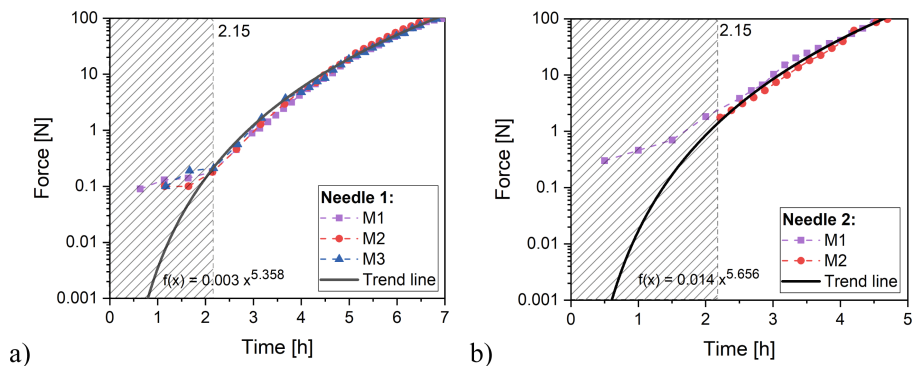 a)
Force [N]
100
10
1
0.1
0.01
0.001
2.15
f(x) = 0.003 x^5.358
Needle 1:
M1
M2
M3
Trend line
0 1 2 3 4 5 6 7
Time [h]
b)
Force [N]
100
10
1
0.1
0.01
0.001
2.15
f(x) = 0.014 x^5.656
Needle 2:
M1
M2
Trend line
0 1 2 3 4 5
Time [h]